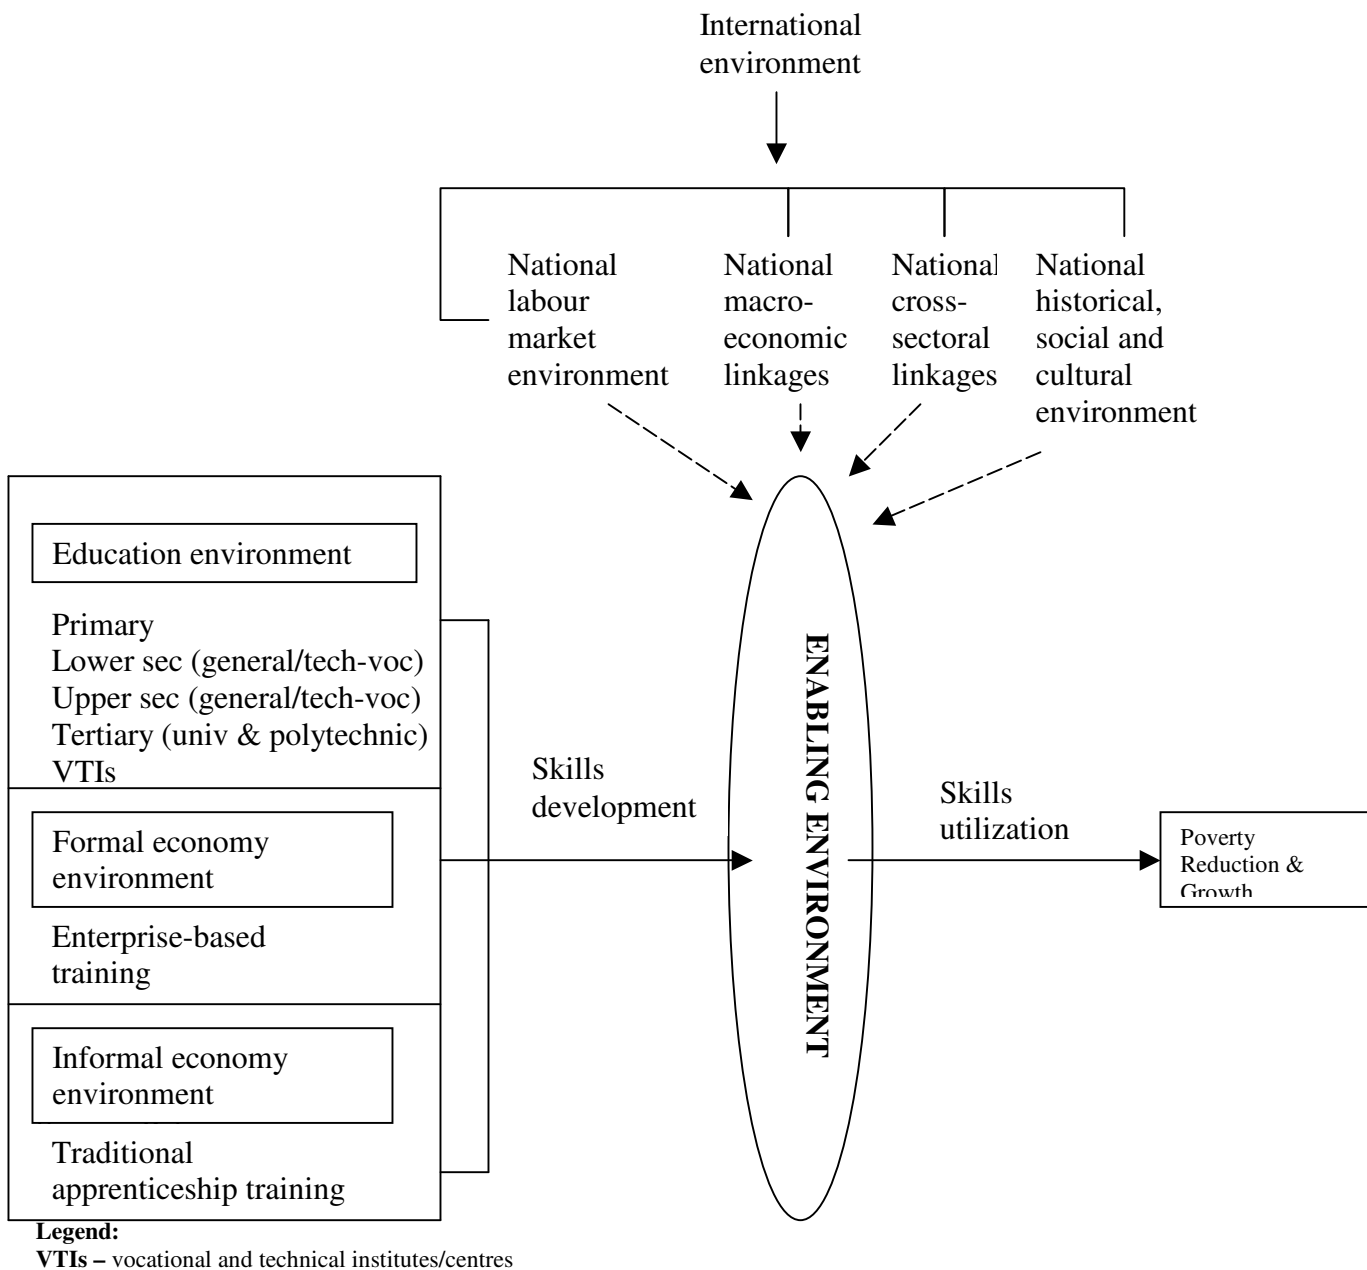 International
environment
National
labour
market
environment
National
macro-
economic
linkages
National
cross-
sectoral
linkages
National
historical,
social and
cultural
environment
Education environment
Primary
Lower sec (general/tech-voc)
Upper sec (general/tech-voc)
Tertiary (univ & polytechnic)
VTIs
Formal economy
environment
Enterprise-based
training
Informal economy
environment
Traditional
apprenticeship training
Skills
development
ENABLING ENVIRONMENT
Skills
utilization
Poverty
Reduction &
Growth
Legend:
VTIs – vocational and technical institutes/centres